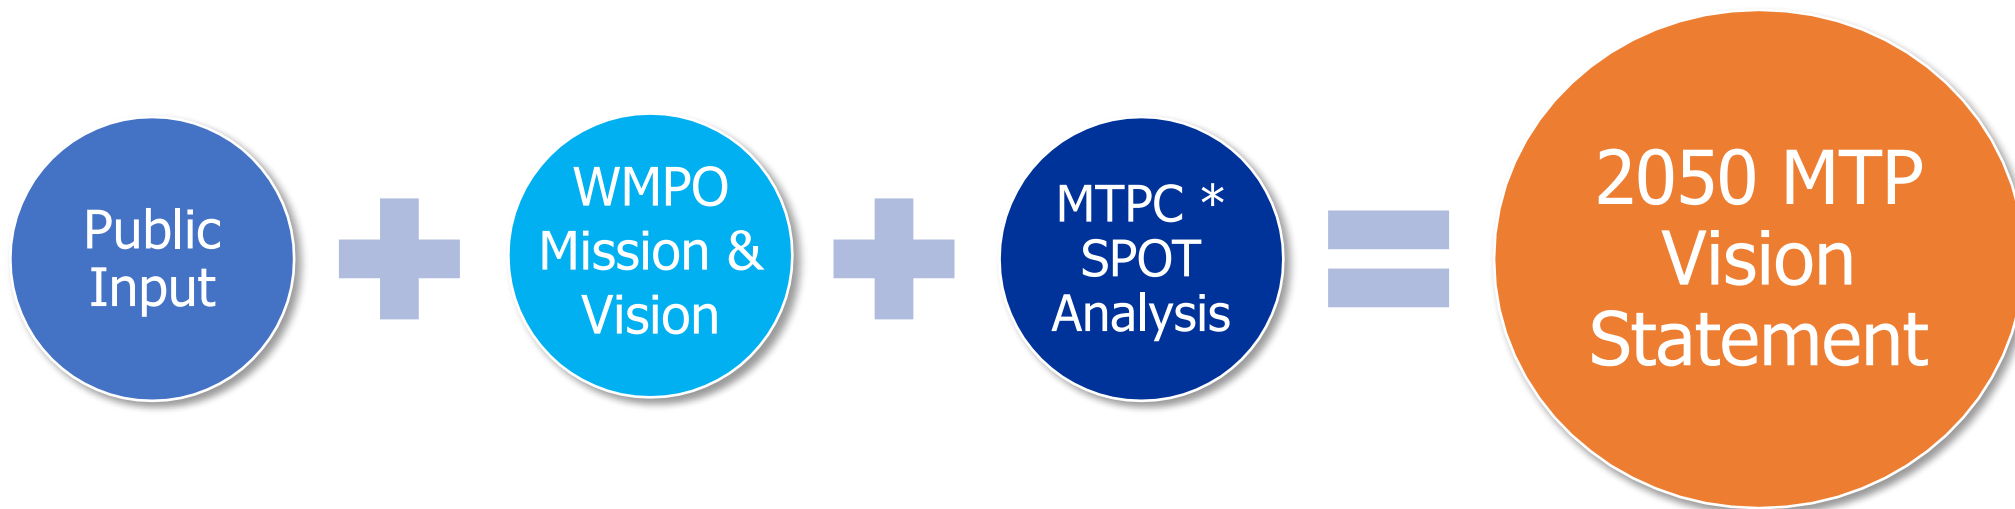 Public
Input
WMPO
Mission &
Vision
MTPC *
SPOT
Analysis
2050 MTP
Vision
Statement